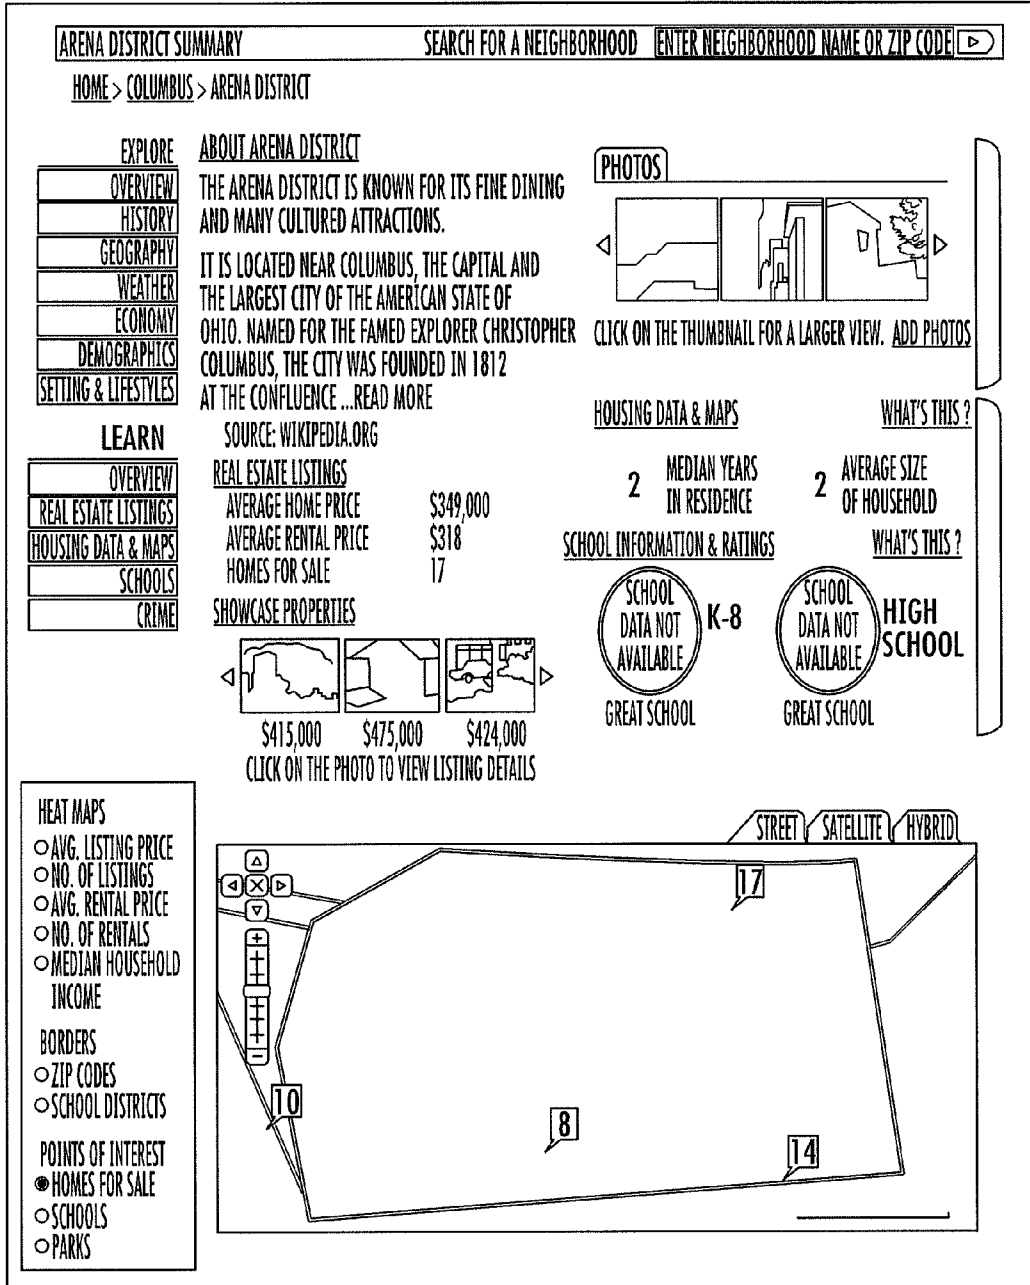 ARENA DISTRICT SUMMARY
SEARCH FOR A NEIGHBORHOOD
ENTER NEIGHBORHOOD NAME OR ZIP CODE
HOME > COLUMBUS > ARENA DISTRICT
EXPLORE
OVERVIEW
HISTORY
GEOGRAPHY
WEATHER
ECONOMY
DEMOGRAPHICS
SETTING & LIFESTYLES
LEARN
OVERVIEW
REAL ESTATE LISTINGS
HOUSING DATA & MAPS
SCHOOLS
CRIME
ABOUT ARENA DISTRICT
THE ARENA DISTRICT IS KNOWN FOR ITS FINE DINING
AND MANY CULTURED ATTRACTIONS.
IT IS LOCATED NEAR COLUMBUS, THE CAPITAL AND
THE LARGEST CITY OF THE AMERICAN STATE OF
OHIO. NAMED FOR THE FAMED EXPLORER CHRISTOPHER
COLUMBUS, THE CITY WAS FOUNDED IN 1812
AT THE CONFLUENCE ...READ MORE
SOURCE: WIKIPEDIA.ORG
REAL ESTATE LISTINGS
AVERAGE HOME PRICE $349,000
AVERAGE RENTAL PRICE $318
HOMES FOR SALE 17
SHOWCASE PROPERTIES
$415,000 $475,000 $424,000
CLICK ON THE PHOTO TO VIEW LISTING DETAILS
PHOTOS
CLICK ON THE THUMBNAIL FOR A LARGER VIEW. ADD PHOTOS
HOUSING DATA & MAPS WHAT'S THIS ?
2 MEDIAN YEARS
IN RESIDENCE
2 AVERAGE SIZE
OF HOUSEHOLD
SCHOOL INFORMATION & RATINGS WHAT'S THIS ?
SCHOOL
DATA NOT
AVAILABLE
K-8
GREAT SCHOOL
SCHOOL
DATA NOT
AVAILABLE
HIGH
SCHOOL
GREAT SCHOOL
HEAT MAPS
AVG. LISTING PRICE
NO. OF LISTINGS
AVG. RENTAL PRICE
NO. OF RENTALS
MEDIAN HOUSEHOLD
INCOME
BORDERS
ZIP CODES
SCHOOL DISTRICTS
POINTS OF INTEREST
HOMES FOR SALE
SCHOOLS
PARKS
STREET SATELLITE HYBRID
17
10
8
14